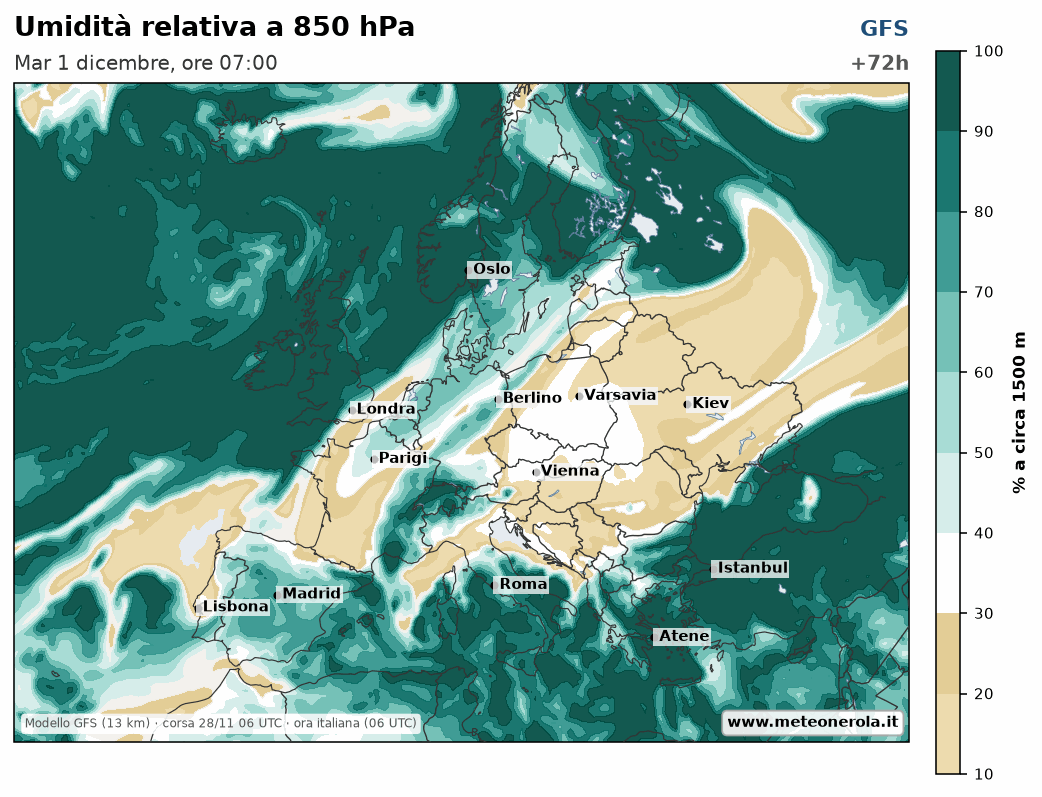 Umidità relativa a 850 hPa
GFS
Mar 1 dicembre, ore 07:00
+72h
100
90
80
70
60
50
40
30
20
10
% a circa 1500 m
Oslo
Londra
Berlino
Varsavia
Kiev
Parigi
Vienna
Istanbul
Roma
Madrid
Lisbona
Atene
Modello GFS (13 km) · corsa 28/11 06 UTC · ora italiana (06 UTC)
www.meteonerola.it